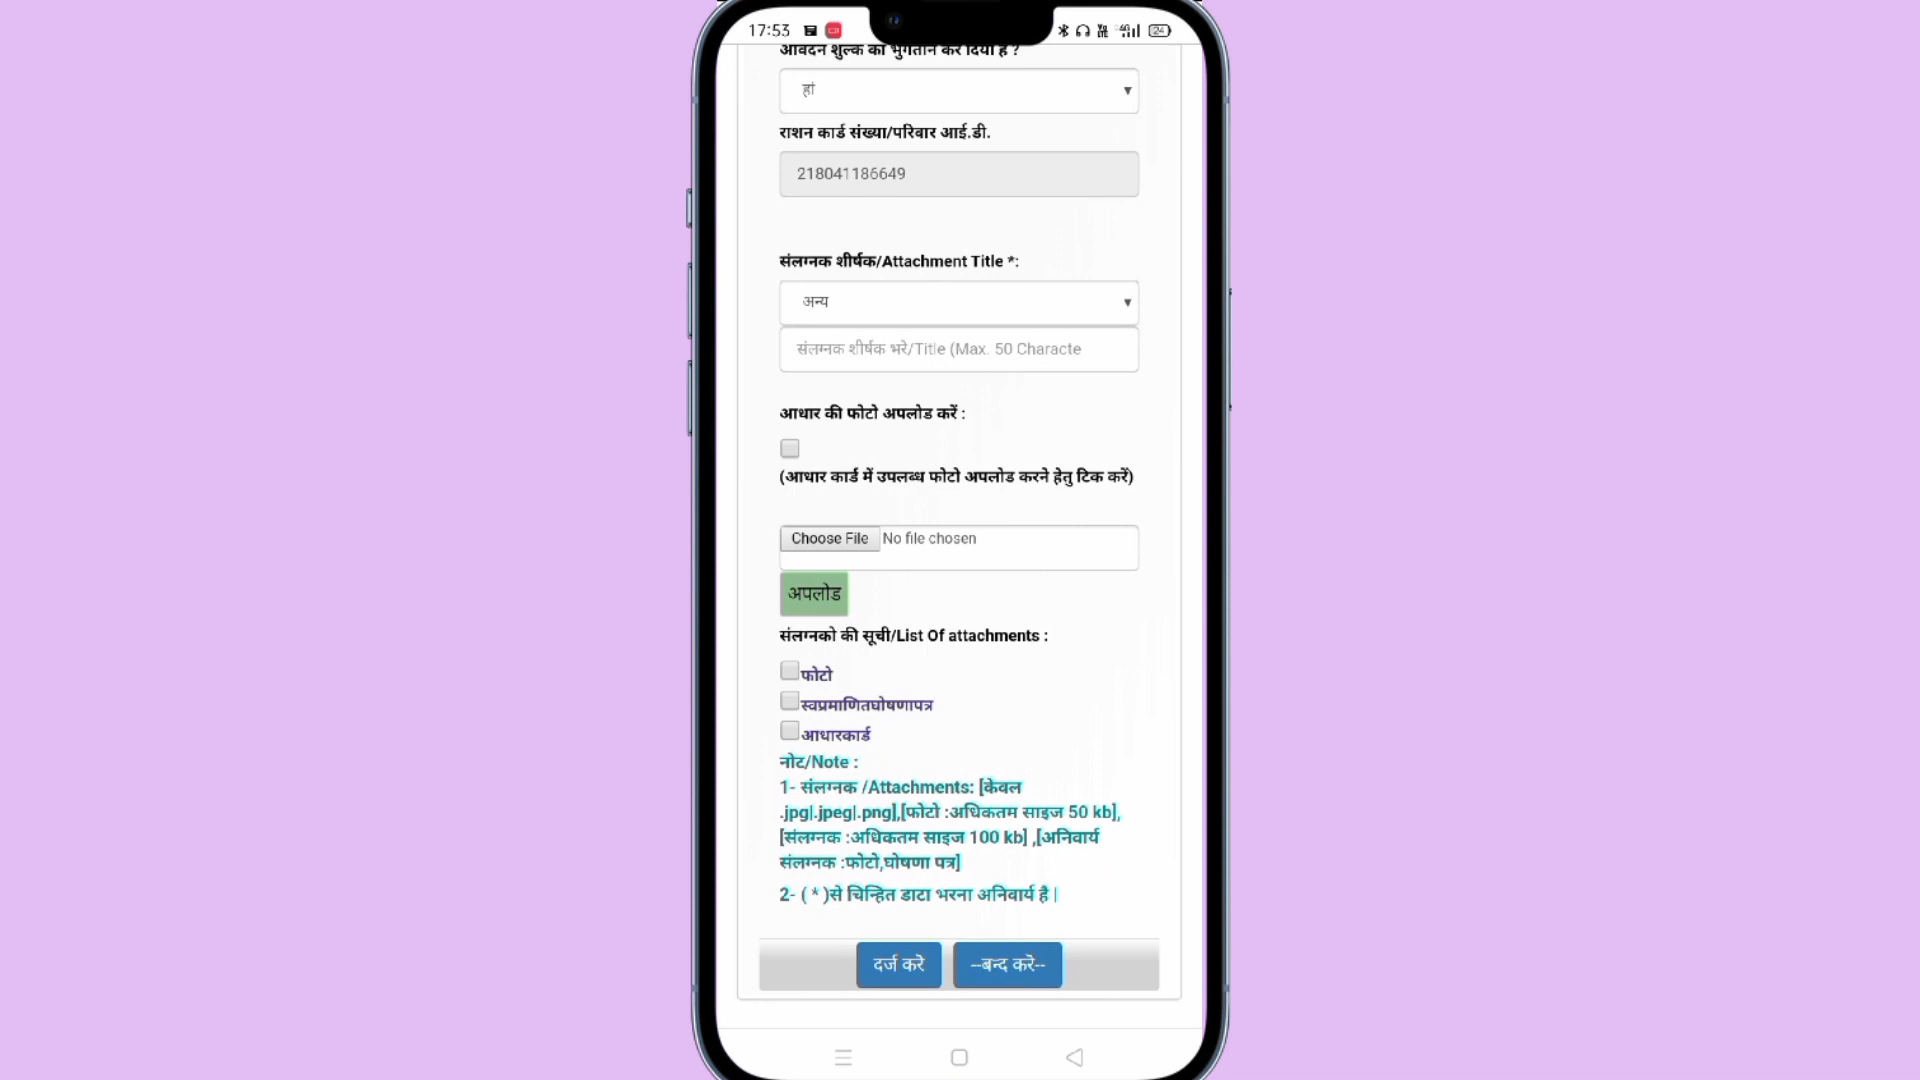 17:53
आवेदन शुल्क का भुगतान कर दिया है ?
हां
राशन कार्ड संख्या/परिवार आई.डी.
218041186649
संलग्नक शीर्षक/Attachment Title *:
अन्य
संलग्नक शीर्षक भरे/Title (Max. 50 Characte
आधार की फोटो अपलोड करें :
(आधार कार्ड में उपलब्ध फोटो अपलोड करने हेतु टिक करें)
Choose File No file chosen
अपलोड
संलग्नको की सूची/List Of attachments :
फोटो
स्वप्रमाणितघोषणापत्र
आधारकार्ड
नोट/Note :
1- संलग्नक /Attachments: [केवल
.jpg|.jpeg|.png],[फोटो :अधिकतम साइज 50 kb],
[संलग्नक :अधिकतम साइज 100 kb] ,[अनिवार्य
संलग्नक :फोटो,घोषणा पत्र]
2- ( * )से चिन्हित डाटा भरना अनिवार्य है |
दर्ज करे --बन्द करे--